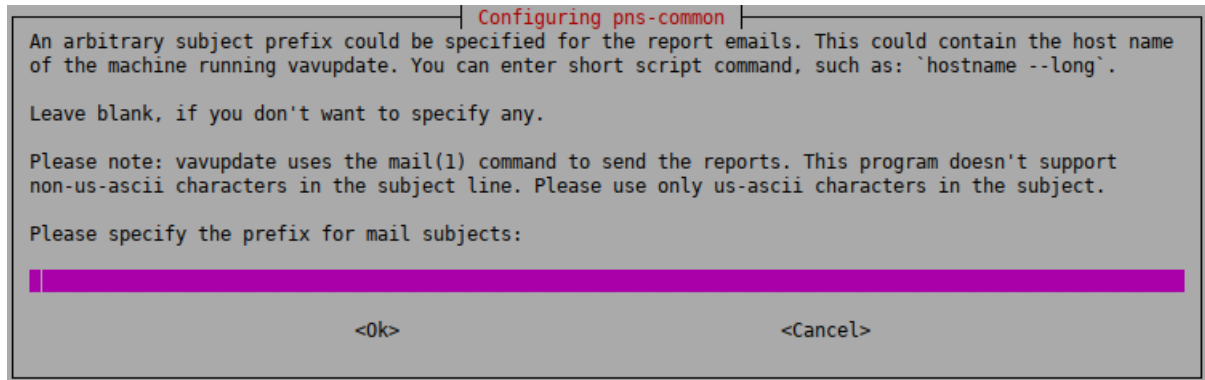 Configuring pns-common
An arbitrary subject prefix could be specified for the report emails. This could contain the host name
of the machine running vavupdate. You can enter short script command, such as: `hostname --long`.
Leave blank, if you don't want to specify any.
Please note: vavupdate uses the mail(1) command to send the reports. This program doesn't support
non-us-ascii characters in the subject line. Please use only us-ascii characters in the subject.
Please specify the prefix for mail subjects:
<Ok> <Cancel>